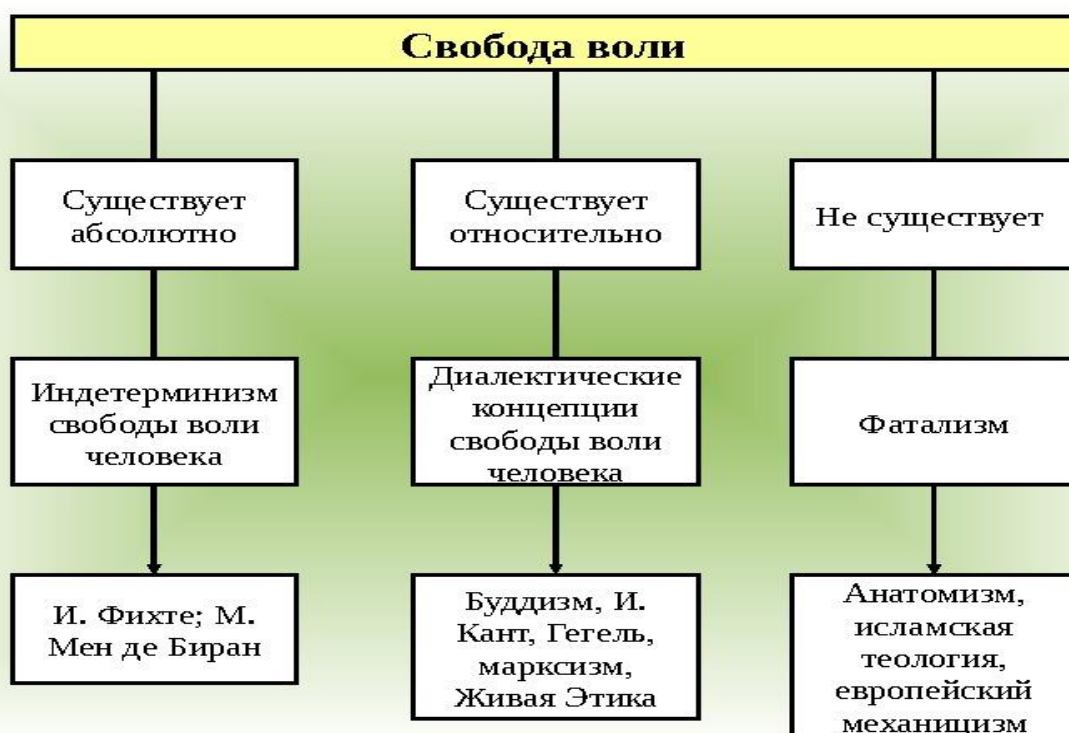 Свобода воли
Существует
абсолютно
Существует
относительно
Не существует
Индетерминизм
свободы воли
человека
Диалектические
концепции
свободы воли
человека
Фатализм
И. Фихте; М.
Мен де Биран
Буддизм, И.
Кант, Гегель,
марксизм,
Живая Этика
Анатомизм,
исламская
теология,
европейский
механицизм